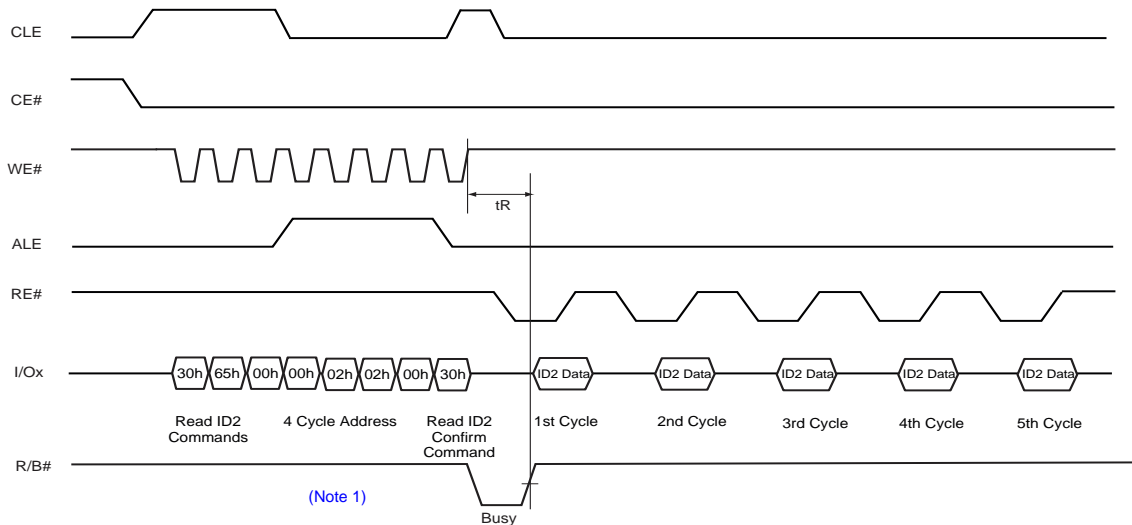 CLE
CE#
WE#
tR
ALE
RE#
I/Ox
30h 65h 00h 00h 02h 02h 00h 30h ID2 Data ID2 Data ID2 Data ID2 Data ID2 Data
Read ID2
Commands
4 Cycle Address
Read ID2
Confirm
Command
1st Cycle
2nd Cycle
3rd Cycle
4th Cycle
5th Cycle
R/B#
(Note 1)
Busy